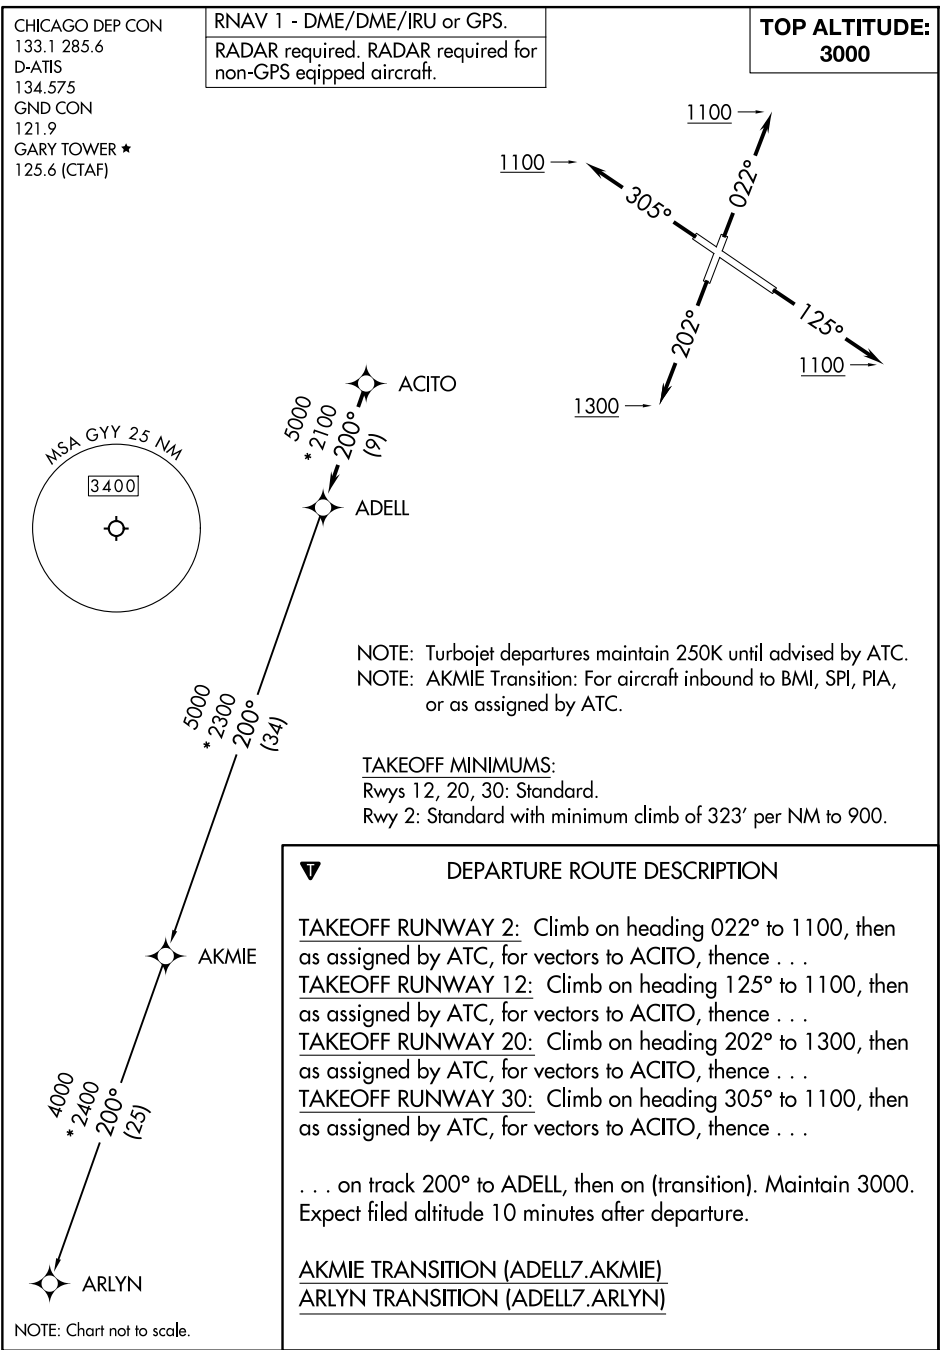 CHICAGO DEP CON
133.1 285.6
D-ATIS
134.575
GND CON
121.9
GARY TOWER ★
125.6 (CTAF)
RNAV 1 - DME/DME/IRU or GPS.
RADAR required. RADAR required for
non-GPS eqipped aircraft.
TOP ALTITUDE:
3000
1100
022°
1100
305°
125°
1100
202°
1300
ACITO
5000
* 2100
200°
(9)
ADELL
MSA GYY 25 NM
3400
5000
* 2300
200°
(34)
AKMIE
4000
* 2400
200°
(25)
ARLYN
NOTE: Chart not to scale.
NOTE: Turbojet departures maintain 250K until advised by ATC.
NOTE: AKMIE Transition: For aircraft inbound to BMI, SPI, PIA,
or as assigned by ATC.
TAKEOFF MINIMUMS:
Rwys 12, 20, 30: Standard.
Rwy 2: Standard with minimum climb of 323' per NM to 900.
T DEPARTURE ROUTE DESCRIPTION
TAKEOFF RUNWAY 2: Climb on heading 022° to 1100, then
as assigned by ATC, for vectors to ACITO, thence . . .
TAKEOFF RUNWAY 12: Climb on heading 125° to 1100, then
as assigned by ATC, for vectors to ACITO, thence . . .
TAKEOFF RUNWAY 20: Climb on heading 202° to 1300, then
as assigned by ATC, for vectors to ACITO, thence . . .
TAKEOFF RUNWAY 30: Climb on heading 305° to 1100, then
as assigned by ATC, for vectors to ACITO, thence . . .
. . . on track 200° to ADELL, then on (transition). Maintain 3000.
Expect filed altitude 10 minutes after departure.
AKMIE TRANSITION (ADELL7.AKMIE)
ARLYN TRANSITION (ADELL7.ARLYN)